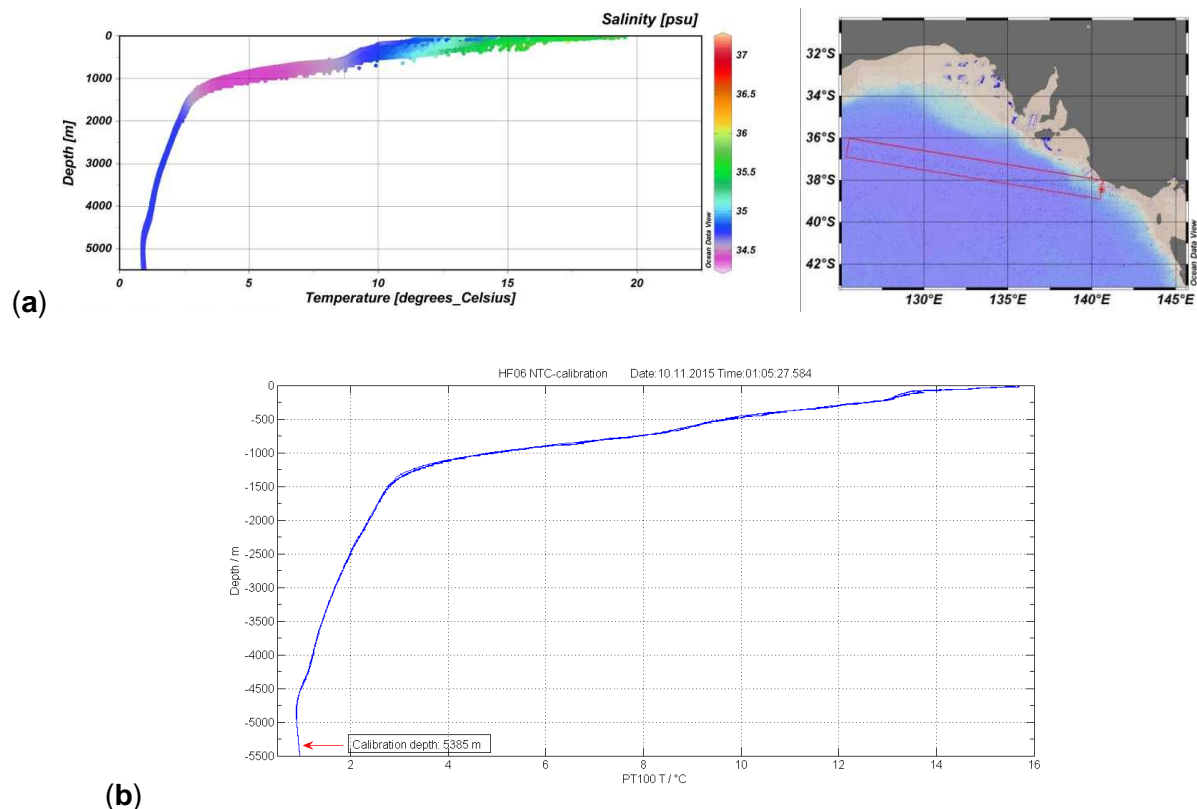 Salinity [psu]
0
1000
2000
3000
4000
5000
Depth [m]
0
5
10
15
20
Temperature [degrees_Celsius]
37
36.5
36
35.5
35
34.5
Ocean Data View
32°S
34°S
36°S
38°S
40°S
42°S
130°E
135°E
140°E
145°E
Ocean Data View
(a)
HF06 NTC-calibration Date:10.11.2015 Time:01:05:27.584
0
-500
-1000
-1500
-2000
-2500
-3000
-3500
-4000
-4500
-5000
-5500
Depth / m
Calibration depth: 5385 m
2
4
6
8
10
12
14
16
PT100 T / °C
(b)